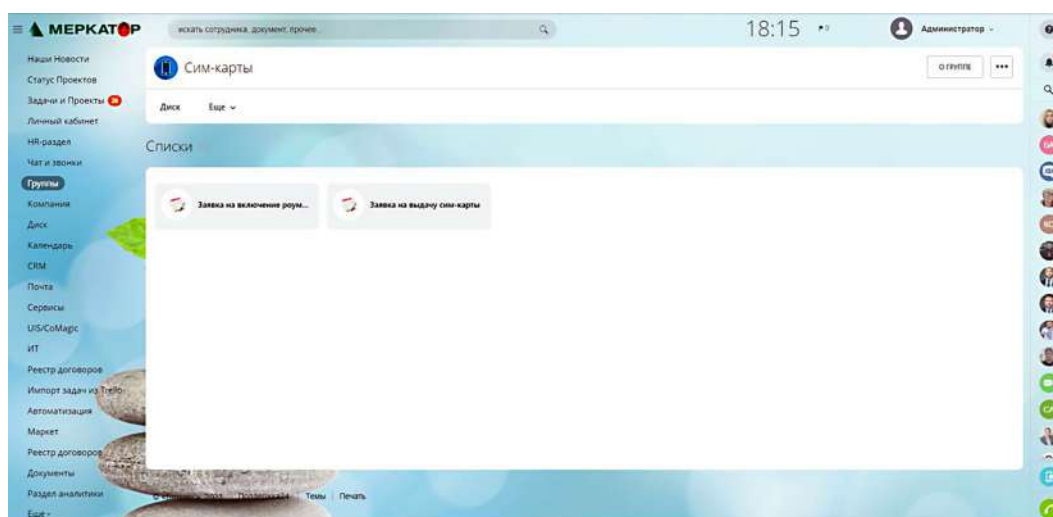 МЕРКАТОР
искать сотрудника, документ, прочее...
18:15
0
Администратор
Наши Новости
Статус Проектов
Задачи и Проекты
Личный кабинет
HR-раздел
Чат и звонки
Группы
Компании
Диск
Календарь
CRM
Почта
Сервисы
UIS/CoMagic
ИТ
Реестр договоров
Импорт задач из Trello
Автоматизация
Маркет
Реестр договоров
Документы
Раздел аналитики
Еще
Сим-карты
О ГРУППЕ
Диск
Еще
Списки
Заявка на включение роум...
Заявка на выдачу сим-карты
Темы
Печать